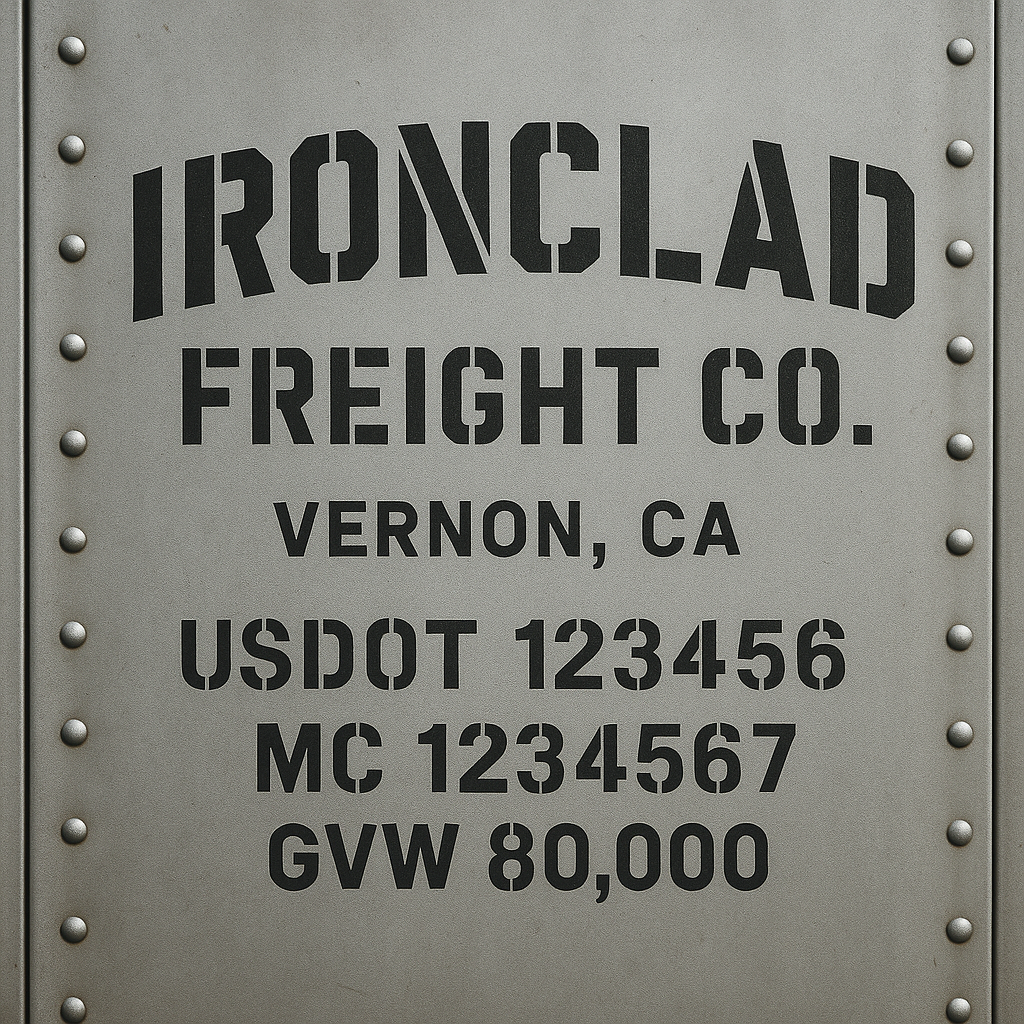 IRONCLAD
FREIGHT CO.
VERNON, CA
USDOT 123456
MC 1234567
GVW 80,000